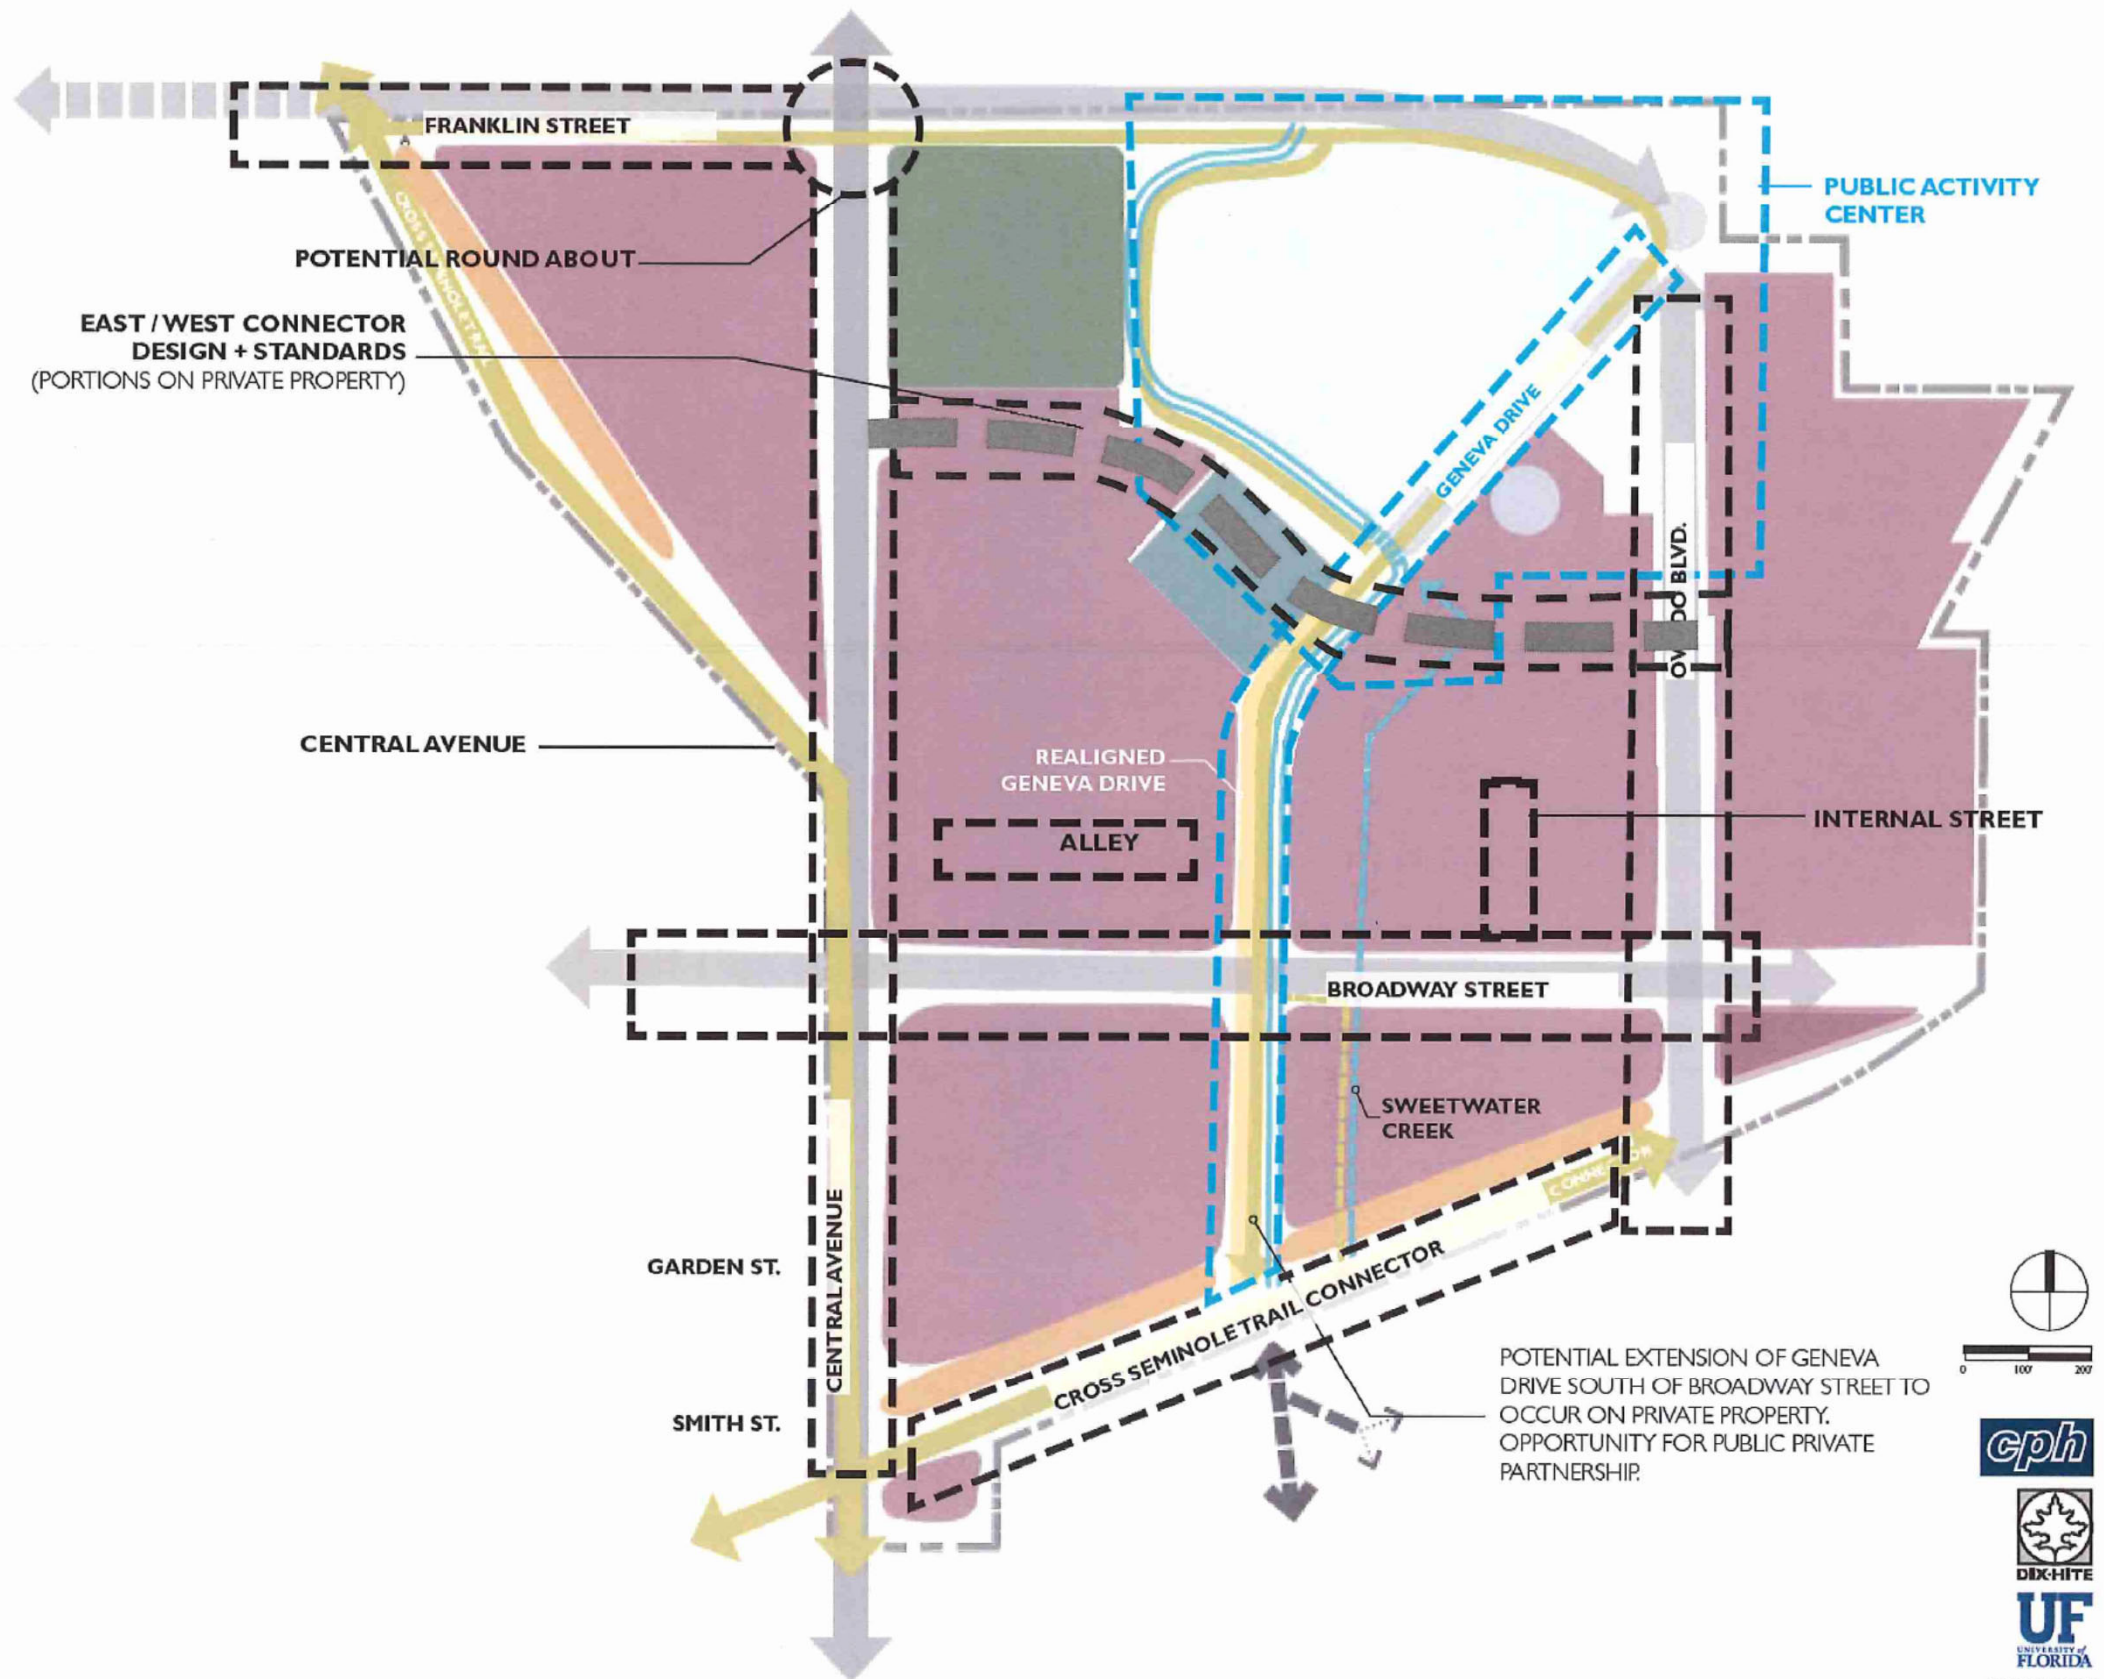 FRANKLIN STREET
PUBLIC ACTIVITY
CENTER
CROSS
TRAIL
POTENTIAL ROUND ABOUT
EAST / WEST CONNECTOR
DESIGN + STANDARDS
(PORTIONS ON PRIVATE PROPERTY)
GENEVA DRIVE
BLVD.
CENTRAL AVENUE
REALIGNED
GENEVA DRIVE
ALLEY
INTERNAL STREET
BROADWAY STREET
SWEETWATER
CREEK
GARDEN ST.
CENTRAL AVENUE
CROSS SEMINOLE TRAIL CONNECTOR
SMITH ST.
POTENTIAL EXTENSION OF GENEVA
DRIVE SOUTH OF BROADWAY STREET TO
OCCUR ON PRIVATE PROPERTY.
OPPORTUNITY FOR PUBLIC PRIVATE
PARTNERSHIP.
0 100' 200'
cph
DIX·HITE
UF
UNIVERSITY of
FLORIDA